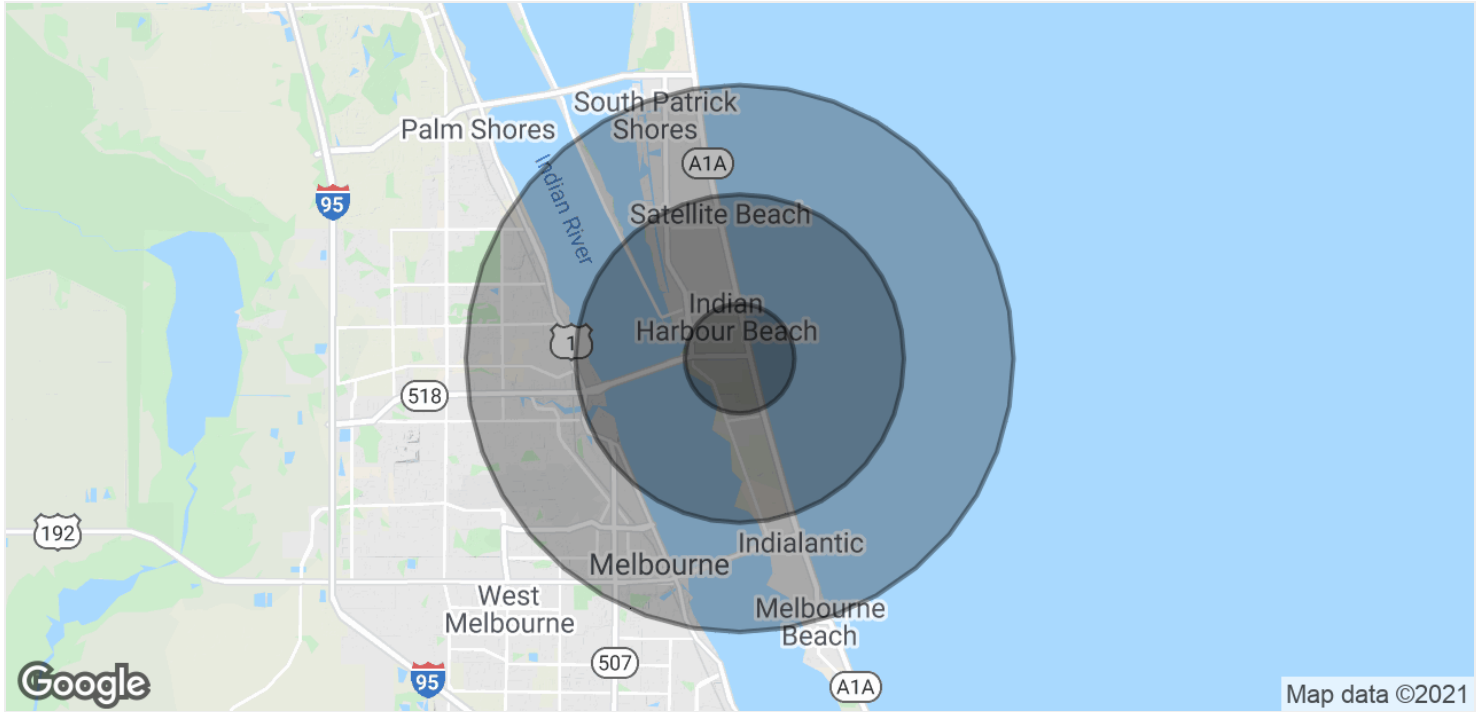 South Patrick
Shores
Palm Shores
A1A
Indian River
95
Satellite Beach
Indian
Harbour Beach
1
518
192
Indialantic
Melbourne
West
Melbourne
Melbourne
Beach
507
95
A1A
Google
Map data ©2021